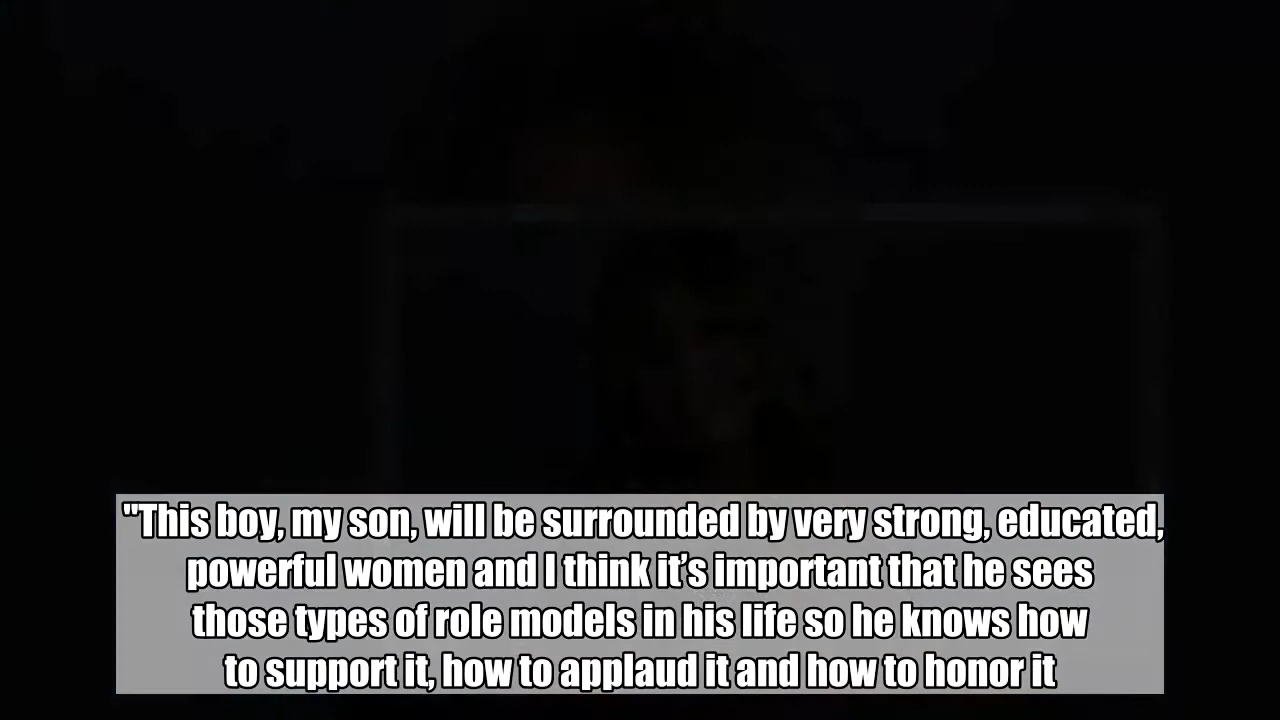 "This boy, my son, will be surrounded by very strong, educated,
powerful women and I think it’s important that he sees
those types of role models in his life so he knows how
to support it, how to applaud it and how to honor it